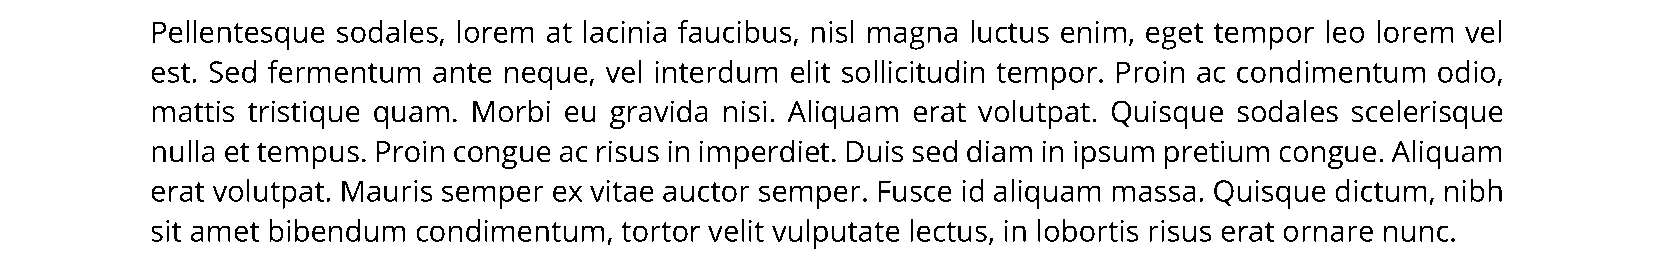 Pellentesque sodales, lorem at lacinia faucibus, nisl magna luctus enim, eget tempor leo lorem vel
est. Sed fermentum ante neque, vel interdum elit sollicitudin tempor. Proin ac condimentum odio,
mattis tristique quam. Morbi eu gravida nisi. Aliquam erat volutpat. Quisque sodales scelerisque
nulla et tempus. Proin congue ac risus in imperdiet. Duis sed diam in ipsum pretium congue. Aliquam
erat volutpat. Mauris semper ex vitae auctor semper. Fusce id aliquam massa. Quisque dictum, nibh
sit amet bibendum condimentum, tortor velit vulputate lectus, in lobortis risus erat ornare nunc.